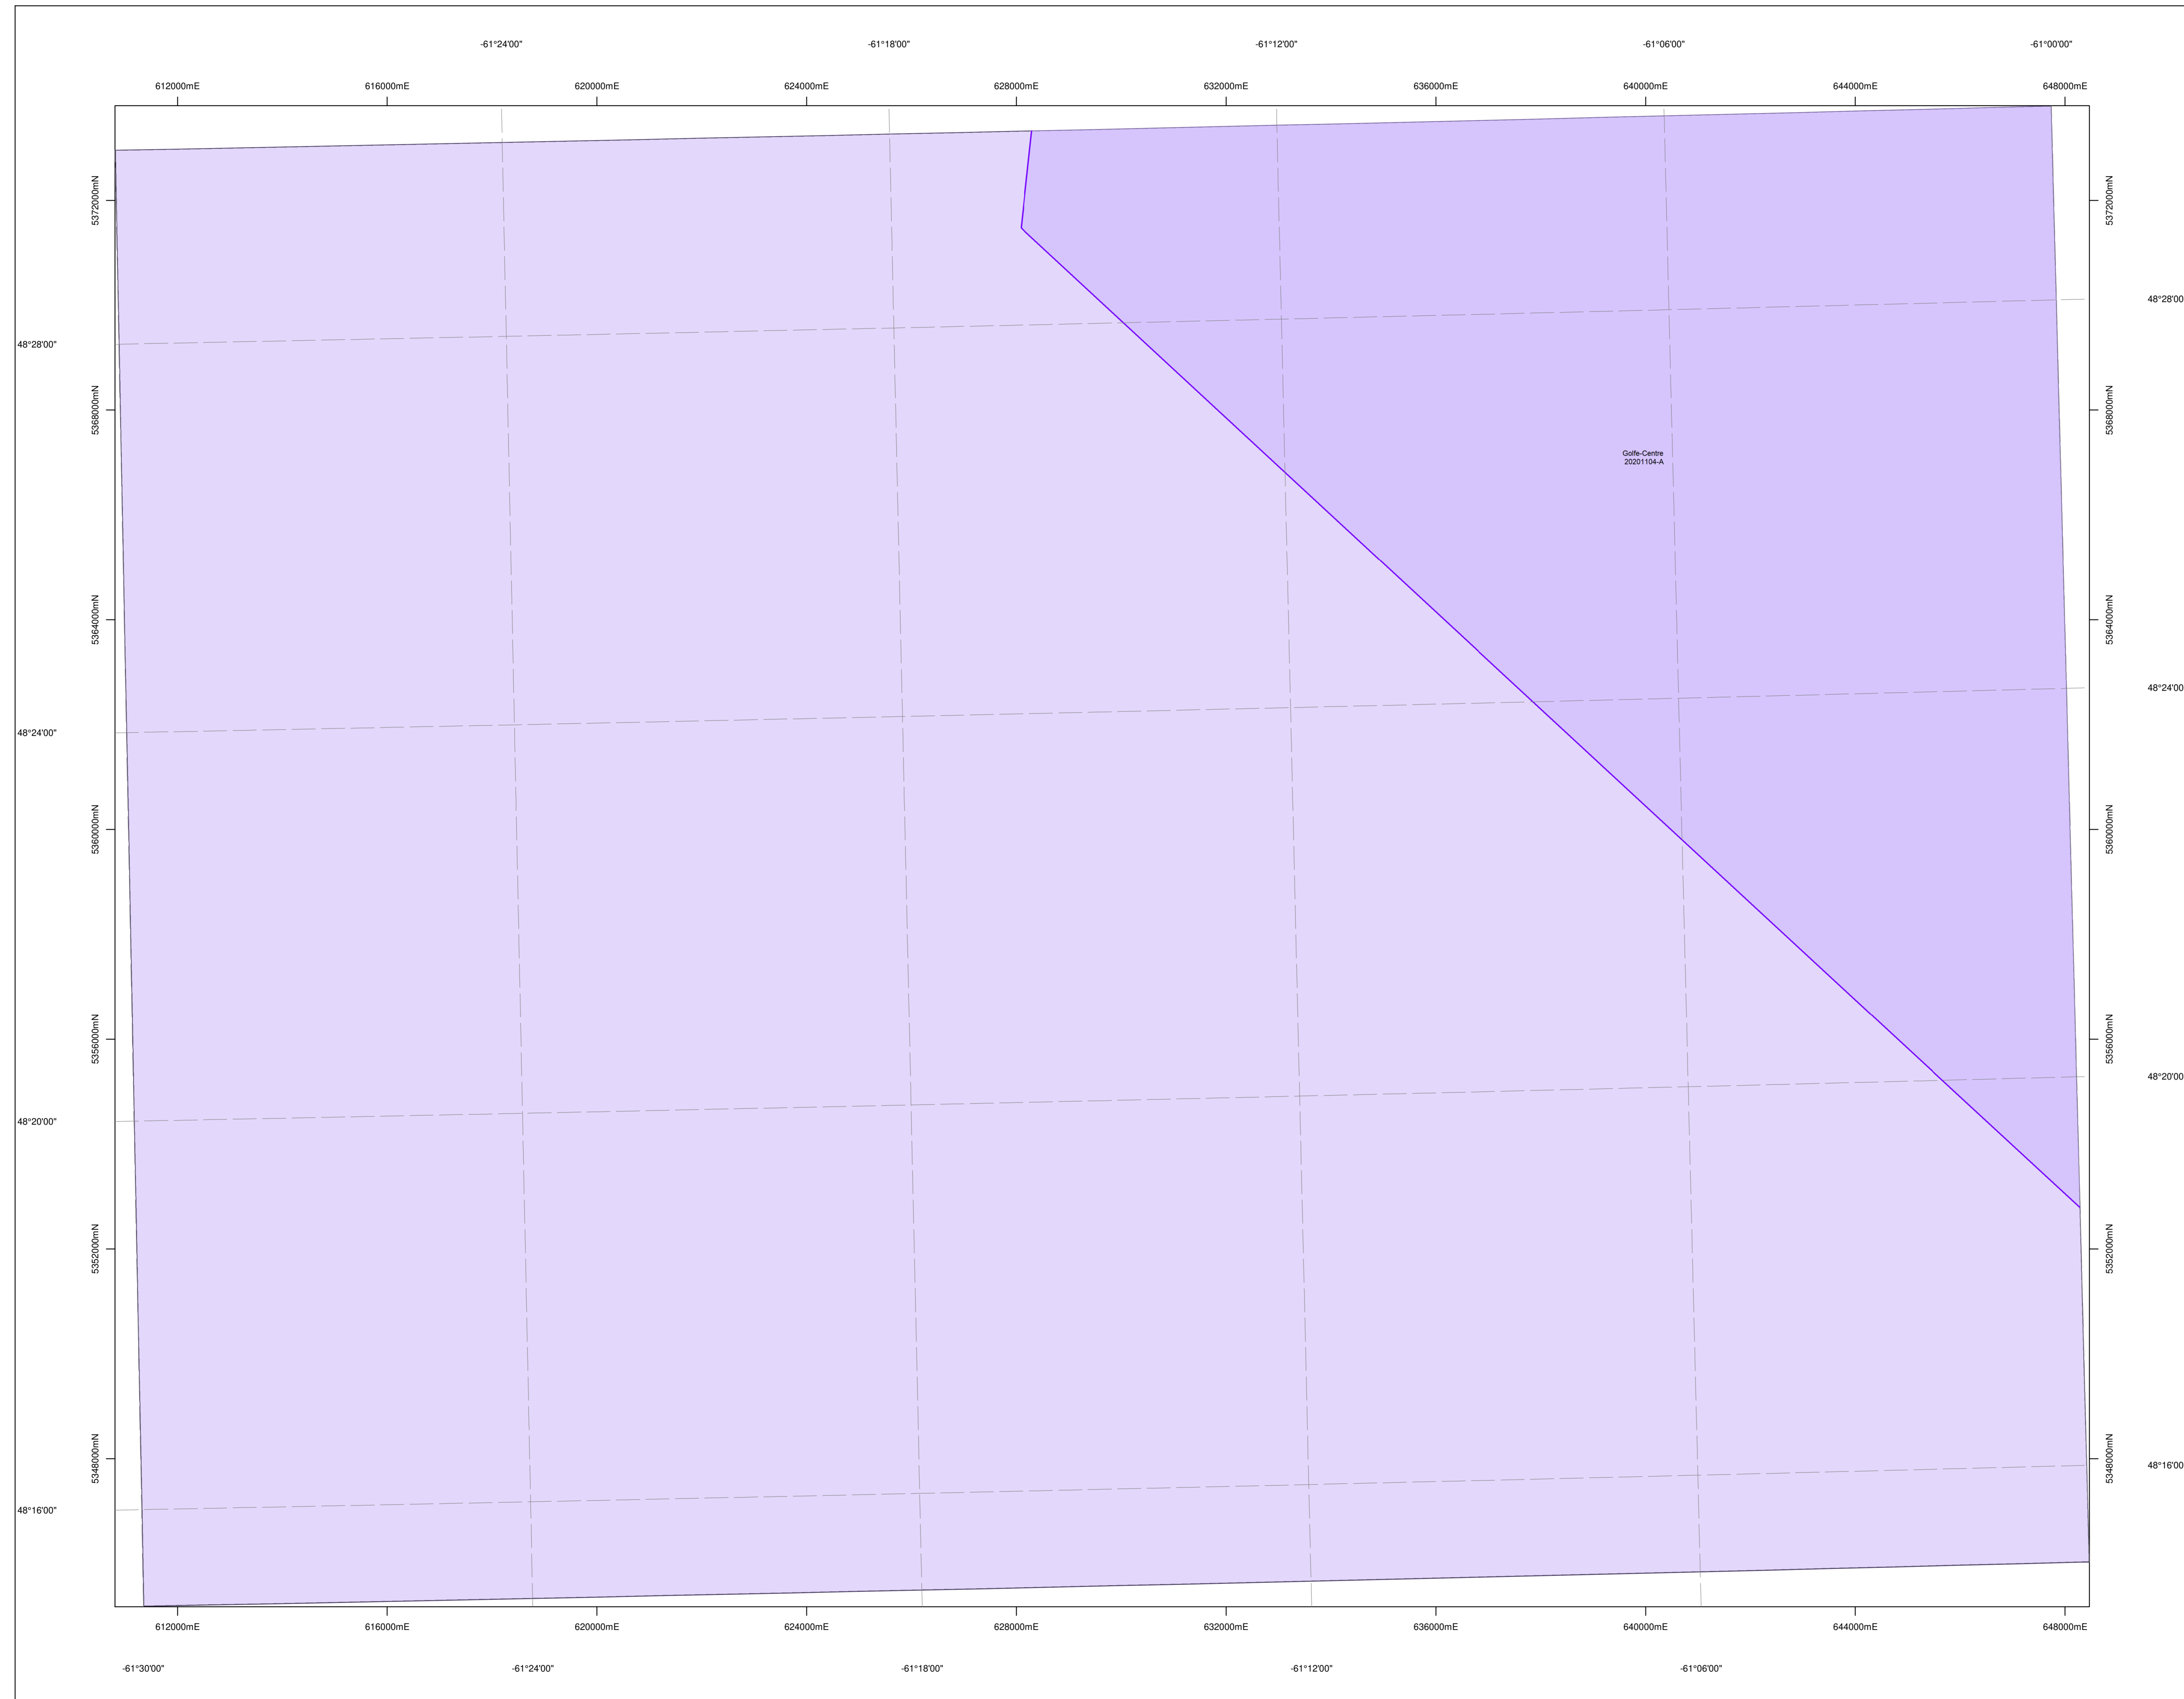 -61°24'00" -61°18'00" -61°12'00" -61°06'00" -61°00'00"
612000mE 616000mE 620000mE 624000mE 628000mE 632000mE 636000mE 640000mE 644000mE 648000mE
5372000mN 5372000mN
48°28'00"
48°28'00"
5368000mN 5368000mN
Golfe-Centre
20201104-A
5364000mN 5364000mN
48°24'00"
48°24'00"
5360000mN 5360000mN
5356000mN 5356000mN
48°20'00"
48°20'00"
5352000mN 5352000mN
5348000mN 5348000mN
48°16'00"
48°16'00"
612000mE 616000mE 620000mE 624000mE 628000mE 632000mE 636000mE 640000mE 644000mE 648000mE
-61°30'00" -61°24'00" -61°18'00" -61°12'00" -61°06'00"